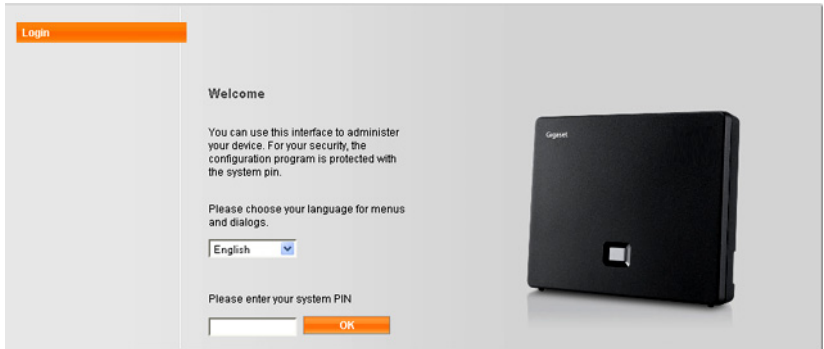 Login
Welcome
You can use this interface to administer
your device. For your security, the
configuration program is protected with
the system pin.
Please choose your language for menus
and dialogs.
English
Please enter your system PIN
OK
Gigaset